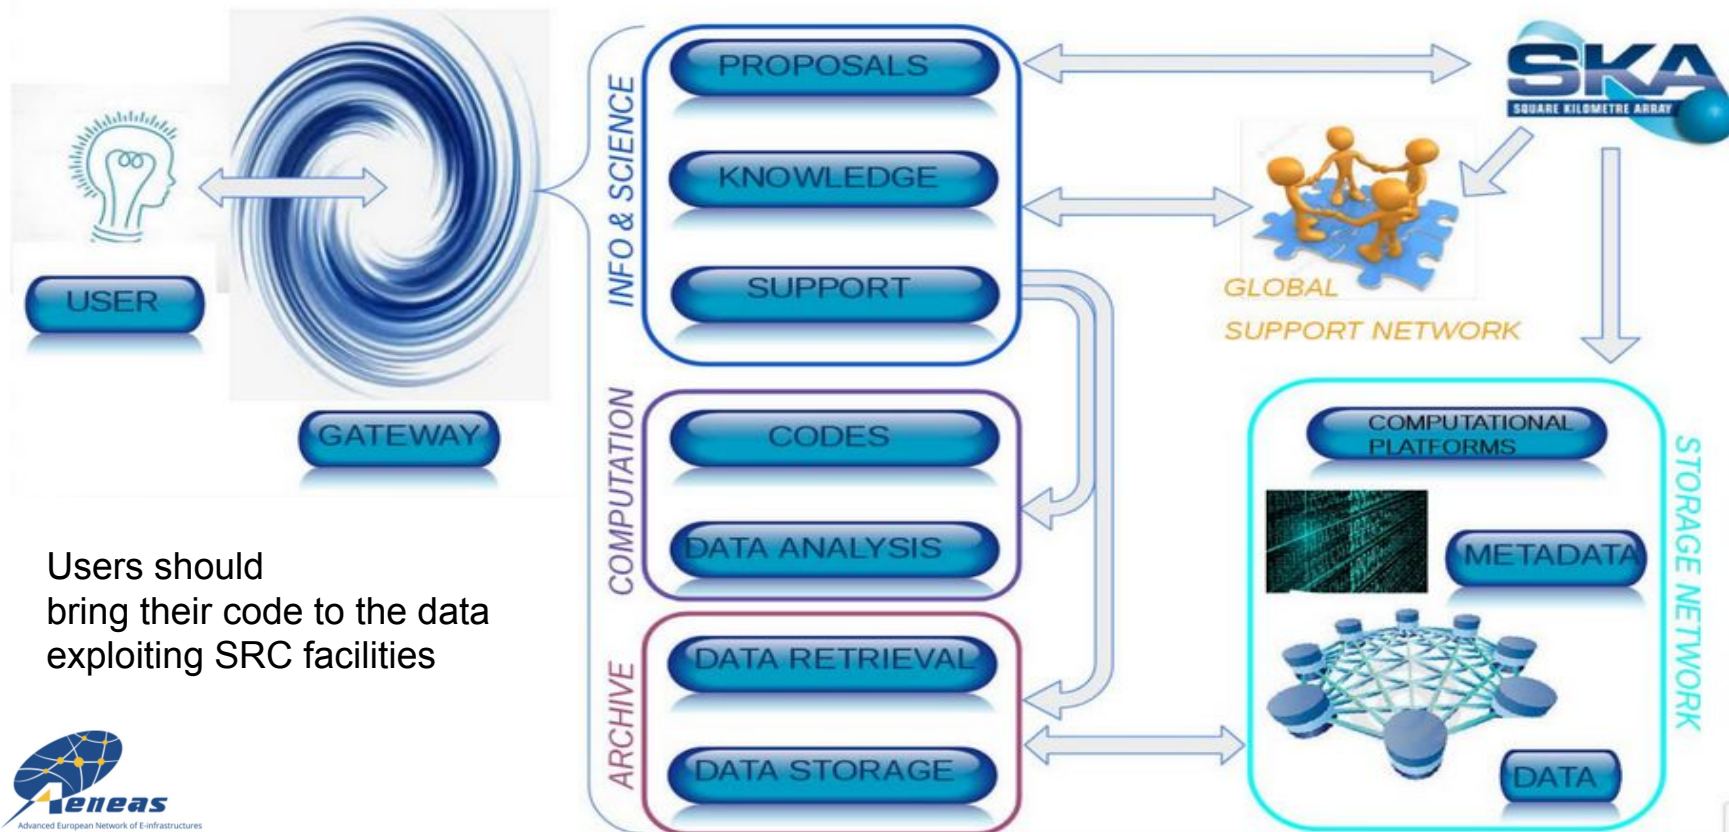 USER
GATEWAY
INFO & SCIENCE
PROPOSALS
KNOWLEDGE
SUPPORT
COMPUTATION
CODES
DATA ANALYSIS
ARCHIVE
DATA RETRIEVAL
DATA STORAGE
SKA
SQUARE KILOMETRE ARRAY
GLOBAL
SUPPORT NETWORK
COMPUTATIONAL
PLATFORMS
METADATA
DATA
STORAGE NETWORK
Users should
bring their code to the data
exploiting SRC facilities
Aeneas
Advanced European Network of E-infrastructures